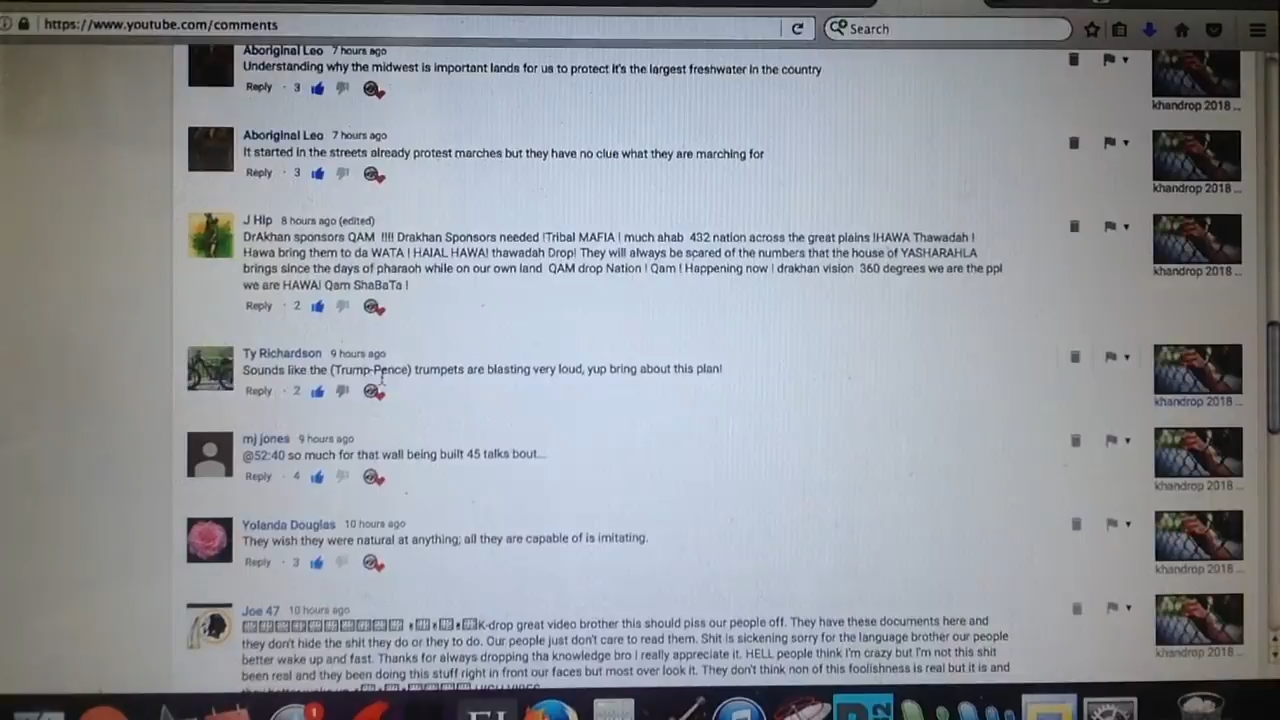 https://www.youtube.com/comments
Search
Aboriginal Leo 7 hours ago
Understanding why the midwest is important lands for us to protect it's the largest freshwater in the country
Reply · 3
khandrop 2018 ...
Aboriginal Leo 7 hours ago
It started in the streets already protest marches but they have no clue what they are marching for
Reply · 3
khandrop 2018 ...
J Hip 8 hours ago (edited)
DrAkhan sponsors QAM !!!! Drakhan Sponsors needed !Tribal MAFIA ! much ahab 432 nation across the great plains !HAWA Thawadah !
Hawa bring them to da WATA ! HAIAL HAWA! thawadah Drop! They will always be scared of the numbers that the house of YASHARAHLA
brings since the days of pharaoh while on our own land QAM drop Nation ! Qam ! Happening now ! drakhan vision 360 degrees we are the ppl
we are HAWA! Qam ShaBaTa !
Reply · 2
khandrop 2018 ...
Ty Richardson 9 hours ago
Sounds like the (Trump-Pence) trumpets are blasting very loud, yup bring about this plan!
Reply · 2
khandrop 2018 ...
mj jones 9 hours ago
@52:40 so much for that wall being built 45 talks bout...
Reply · 4
khandrop 2018 ...
Yolanda Douglas 10 hours ago
They wish they were natural at anything; all they are capable of is imitating.
Reply · 3
khandrop 2018 ...
Joe 47 10 hours ago
K-drop great video brother this should piss our people off. They have these documents here and
they don't hide the shit they do or they to do. Our people just don't care to read them. Shit is sickening sorry for the language brother our people
better wake up and fast. Thanks for always dropping tha knowledge bro I really appreciate it. HELL people think I'm crazy but I'm not this shit
been real and they been doing this stuff right in front our faces but most over look it. They don't think non of this foolishness is real but it is and
khandrop 2018 ...
1